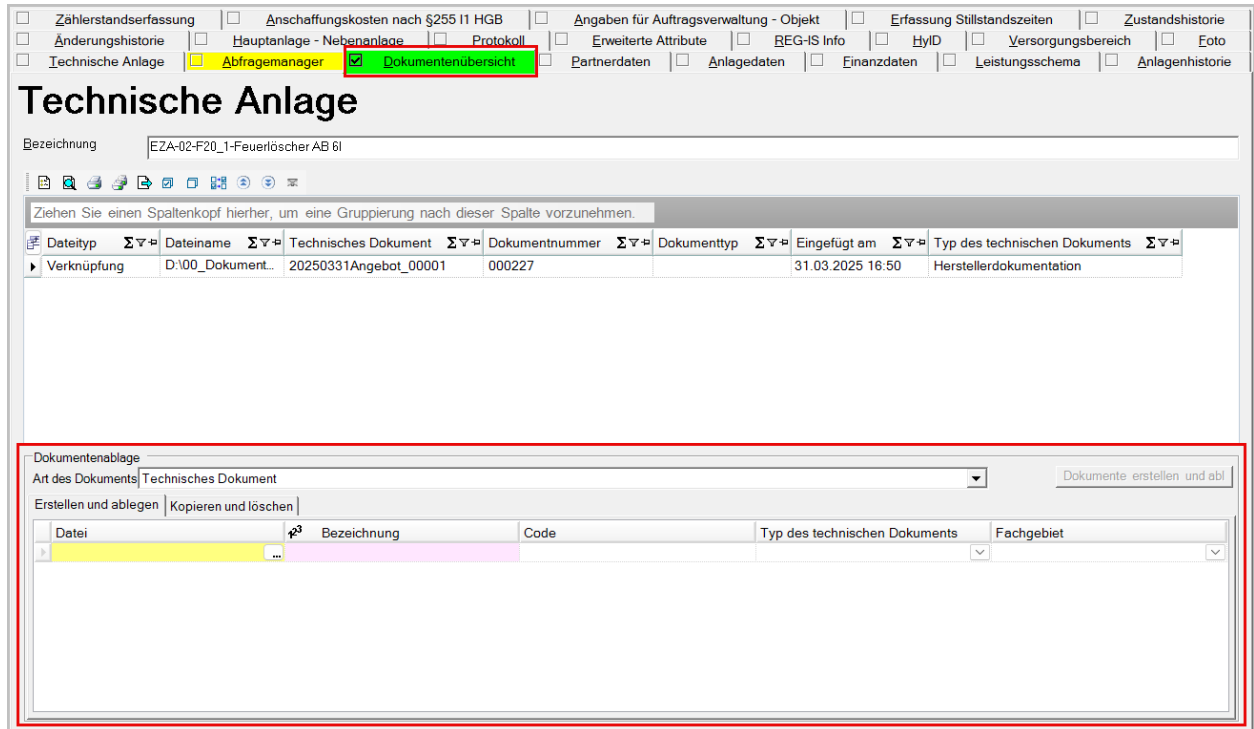 Zählerstandserfassung Anschaffungskosten nach §255 I1 HGB Angaben für Auftragsverwaltung - Objekt Erfassung Stillstandszeiten Zustandshistorie
Änderungshistorie Hauptanlage - Nebenanlage Protokoll Erweiterte Attribute REG-IS Info HyID Versorgungsbereich Foto
Technische Anlage Abfragemanager Dokumentenübersicht Partnerdaten Anlagedaten Finanzdaten Leistungsschema Anlagenhistorie
Technische Anlage
Bezeichnung EZA-02-F20_1-Feuerlöscher AB 6l
Ziehen Sie einen Spaltenkopf hierher, um eine Gruppierung nach dieser Spalte vorzunehmen.
Dateityp Dateiname Technisches Dokument Dokumentnummer Dokumenttyp Eingefügt am Typ des technischen Dokuments
Verknüpfung D:\00_Dokument... 20250331Angebot_00001 000227 31.03.2025 16:50 Herstellerdokumentation
Dokumentenablage
Art des Dokuments Technisches Dokument Dokumente erstellen und abl
Erstellen und ablegen Kopieren und löschen
Datei Bezeichnung Code Typ des technischen Dokuments Fachgebiet
...